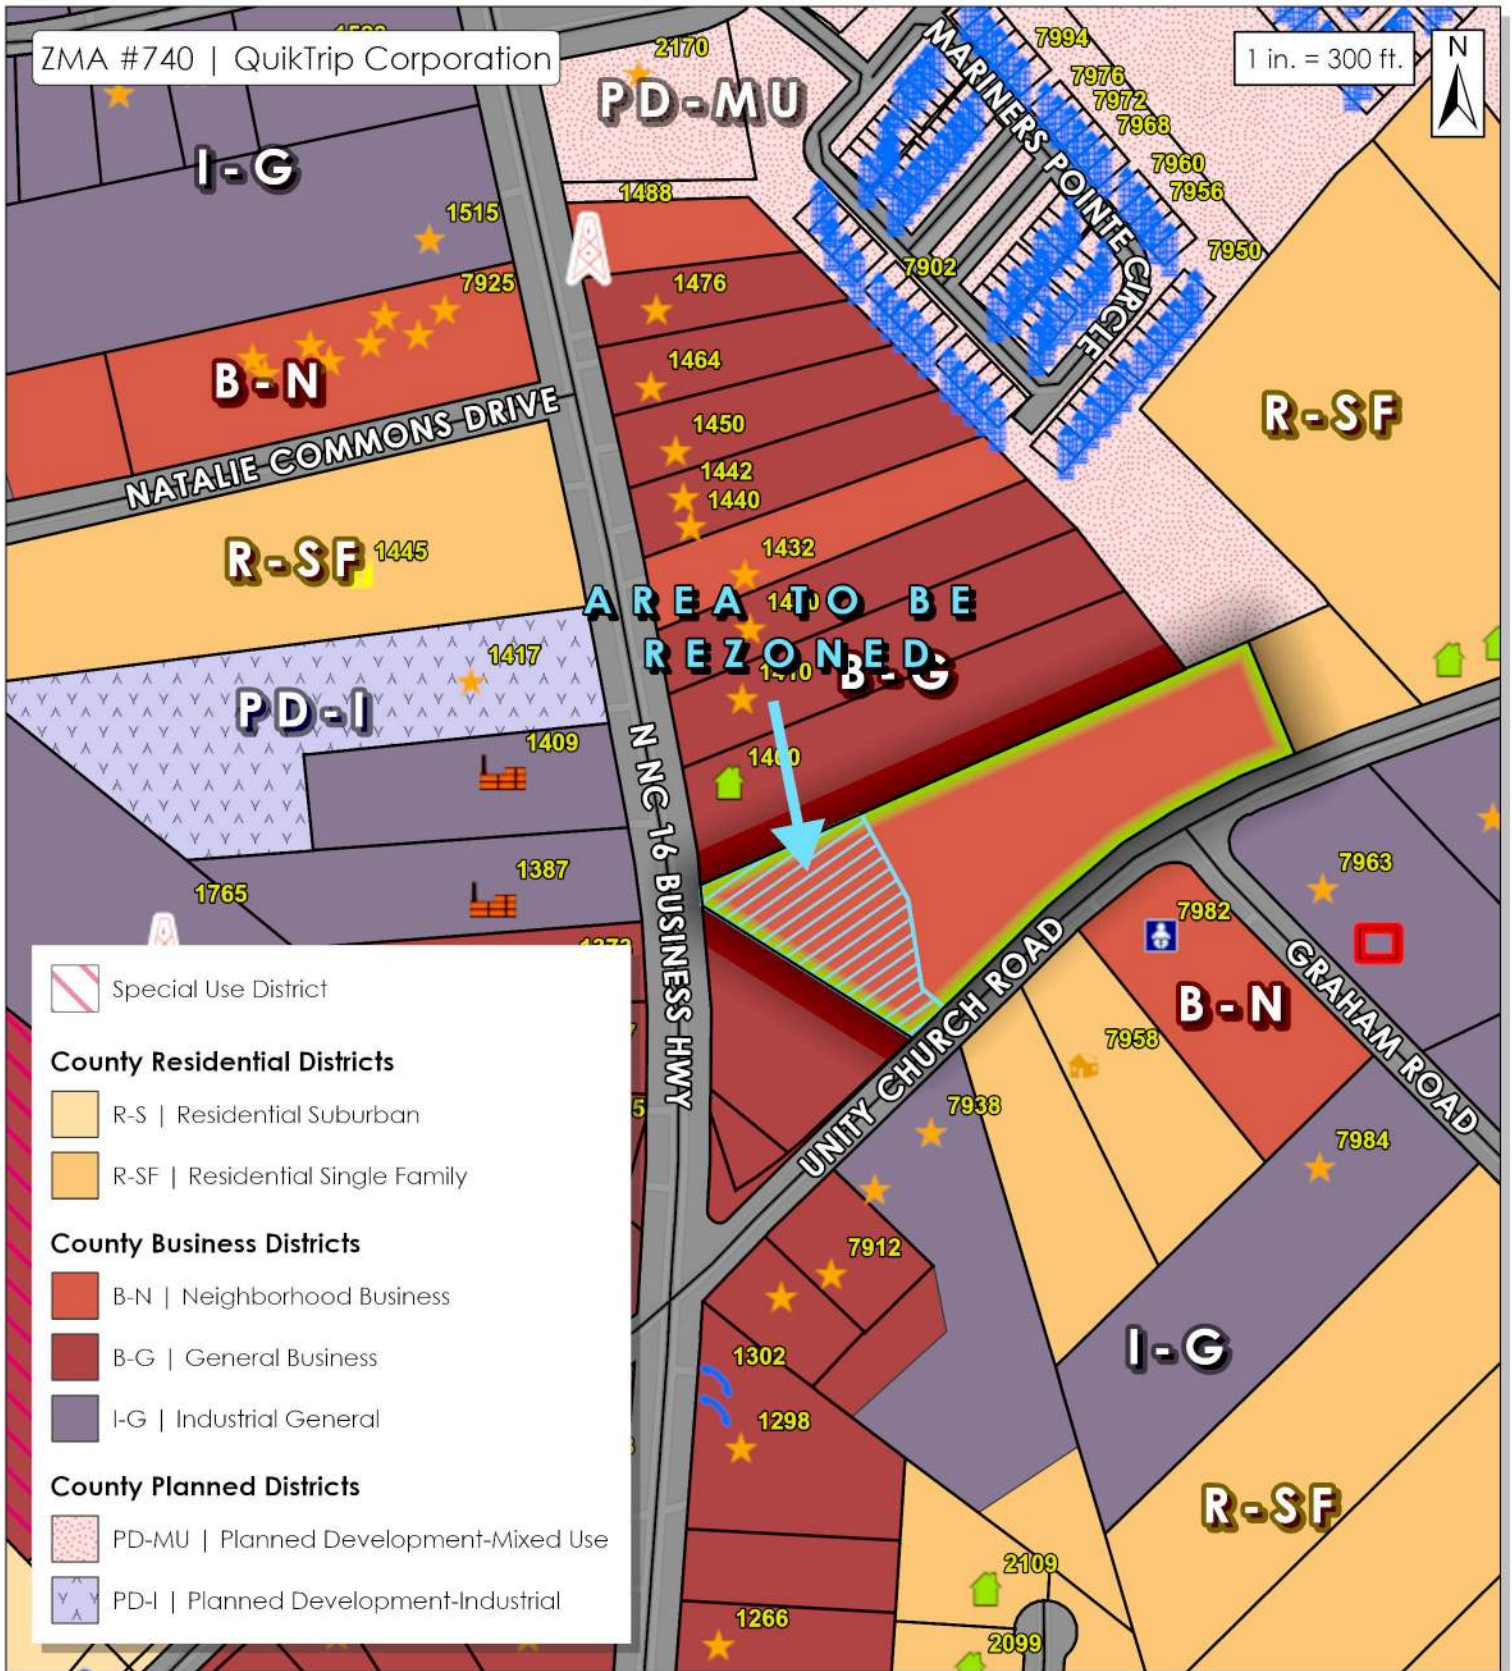 ZMA #740 | QuikTrip Corporation
1 in. = 300 ft.
N
2170
PD-MU
MARINERS POINTE CIRCLE
7994
7976
7972
7968
7960
7956
7950
7902
I-G
1515
1488
7925
1476
B-N
1464
NATALIE COMMONS DRIVE
1450
1442
1440
R-SF
R-SF
1445
1432
AREA TO BE
REZONED
1410
B-G
1417
PD-I
1409
1400
N NC 16 BUSINESS HWY
1387
1765
7963
7982
B-N
GRAHAM ROAD
UNITY CHURCH ROAD
7958
7938
7984
7912
1302
I-G
1298
R-SF
2109
1266
2099
Special Use District
County Residential Districts
R-S | Residential Suburban
R-SF | Residential Single Family
County Business Districts
B-N | Neighborhood Business
B-G | General Business
I-G | Industrial General
County Planned Districts
PD-MU | Planned Development-Mixed Use
PD-I | Planned Development-Industrial